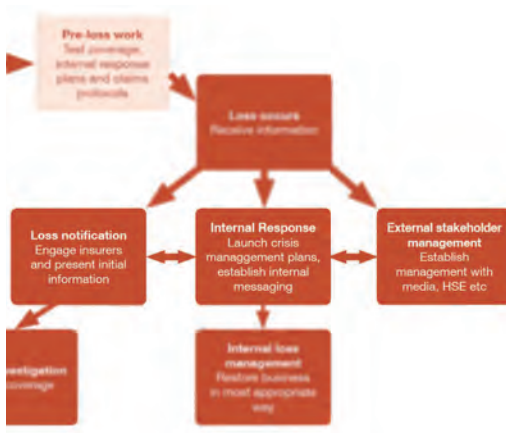 Pre-loss work
Test coverage,
internal response
plans and claims
protocols
Loss occurs
Receive information
Loss notification
Engage insurers
and present initial
information
Internal Response
Launch crisis
managgement plans,
establish internal
messaging
External stakeholder
management
Establish
management with
media, HSE etc
coverage
Internal loss
management
Restore business
in most appropriate
way